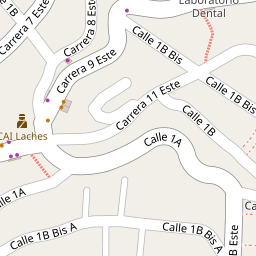 Laboratorio
Dental
Carrera 8 Este
Carrera 7 Este
1B
Calle 1B Bis
Carrera 9 Este
Calle 1B Bis
Carrera 11 Este
Calle 1B
CAI Laches
Calle 1A
Calle 1A
Calle
Calle 1B Bis A
Calle 1B Bis A
1B Este